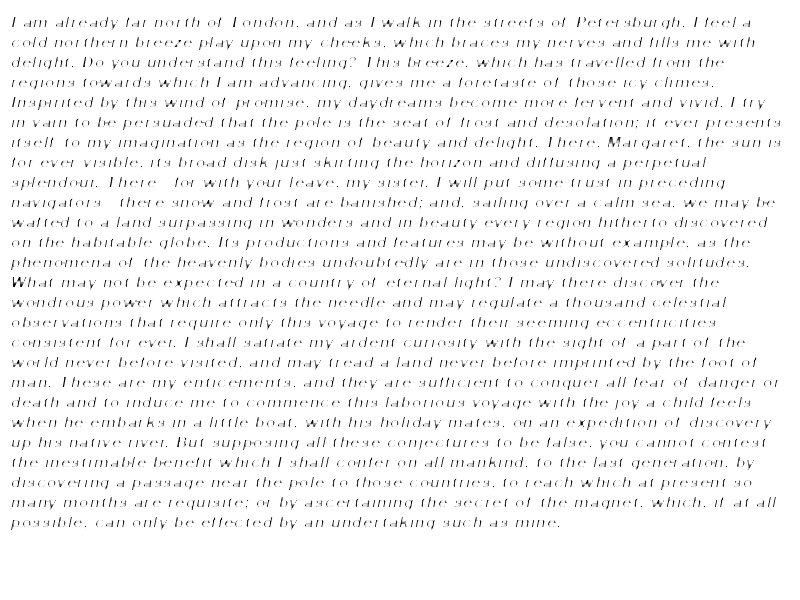 I am already far north of London, and as I walk in the streets of Petersburgh, I feel a
cold northern breeze play upon my cheeks, which braces my nerves and fills me with
delight. Do you understand this feeling? This breeze, which has travelled from the
regions towards which I am advancing, gives me a foretaste of those icy climes.
Inspirited by this wind of promise, my daydreams become more fervent and vivid. I try
in vain to be persuaded that the pole is the seat of frost and desolation; it ever presents
itself to my imagination as the region of beauty and delight. There, Margaret, the sun is
for ever visible, its broad disk just skirting the horizon and diffusing a perpetual
splendour. There—for with your leave, my sister, I will put some trust in preceding
navigators—there snow and frost are banished; and, sailing over a calm sea, we may be
wafted to a land surpassing in wonders and in beauty every region hitherto discovered
on the habitable globe. Its productions and features may be without example, as the
phenomena of the heavenly bodies undoubtedly are in those undiscovered solitudes.
What may not be expected in a country of eternal light? I may there discover the
wondrous power which attracts the needle and may regulate a thousand celestial
observations that require only this voyage to render their seeming eccentricities
consistent for ever. I shall satiate my ardent curiosity with the sight of a part of the
world never before visited, and may tread a land never before imprinted by the foot of
man. These are my enticements, and they are sufficient to conquer all fear of danger or
death and to induce me to commence this laborious voyage with the joy a child feels
when he embarks in a little boat, with his holiday mates, on an expedition of discovery
up his native river. But supposing all these conjectures to be false, you cannot contest
the inestimable benefit which I shall confer on all mankind, to the last generation, by
discovering a passage near the pole to those countries, to reach which at present so
many months are requisite; or by ascertaining the secret of the magnet, which, if at all
possible, can only be effected by an undertaking such as mine.